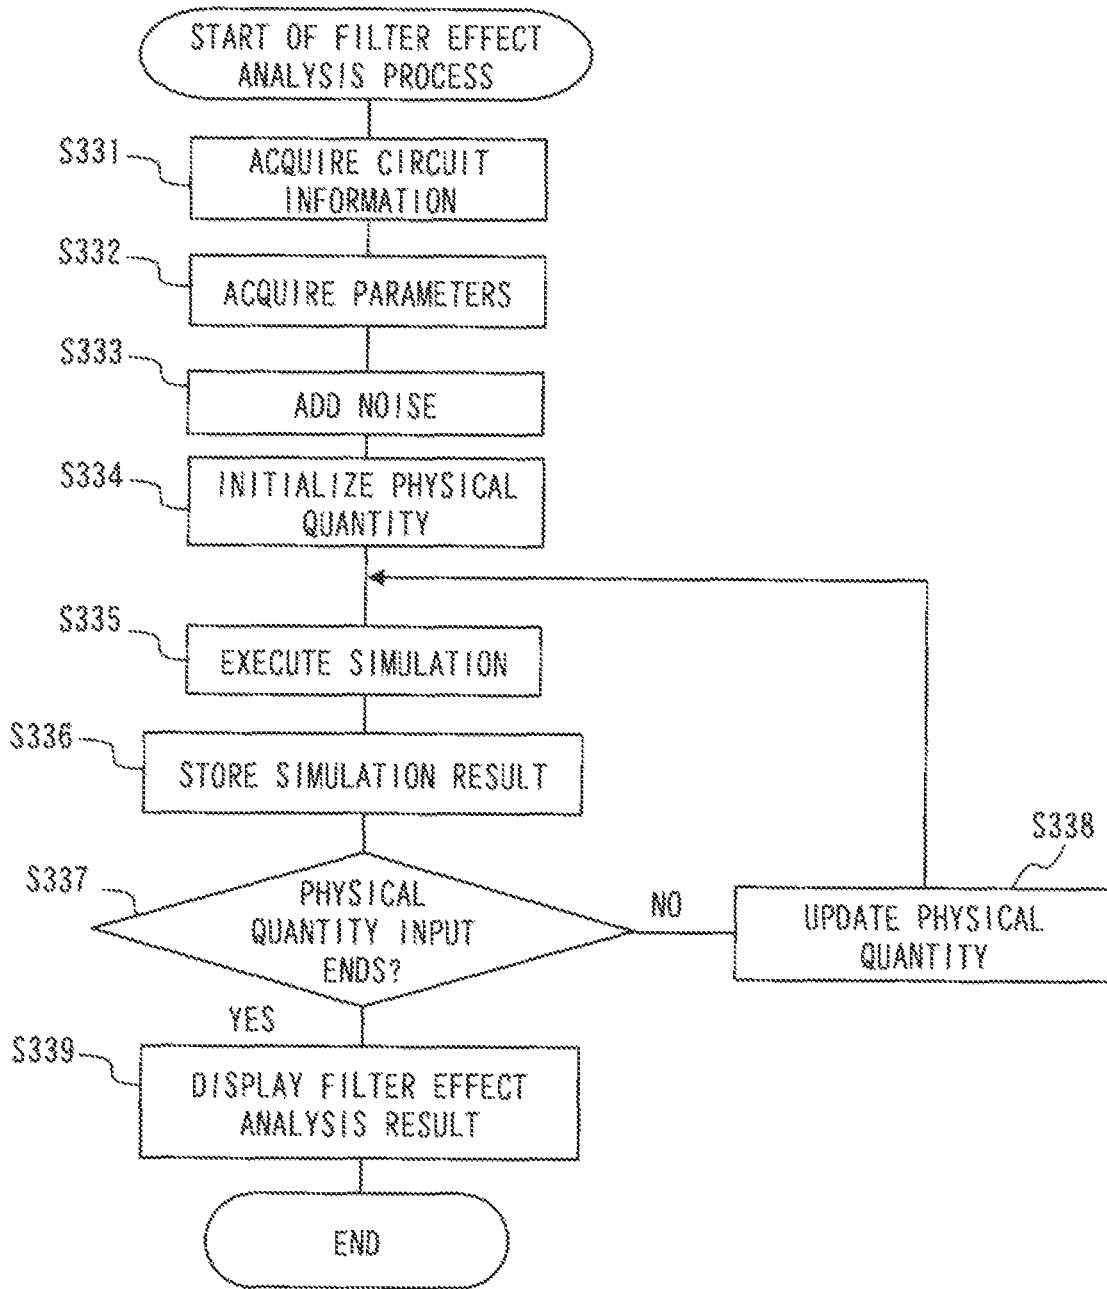 START OF FILTER EFFECT
ANALYSIS PROCESS
S331
ACQUIRE CIRCUIT
INFORMATION
S332
ACQUIRE PARAMETERS
S333
ADD NOISE
S334
INITIALIZE PHYSICAL
QUANTITY
S335
EXECUTE SIMULATION
S336
STORE SIMULATION RESULT
S337
PHYSICAL
QUANTITY INPUT
ENDS?
NO
S338
UPDATE PHYSICAL
QUANTITY
YES
S339
DISPLAY FILTER EFFECT
ANALYSIS RESULT
END